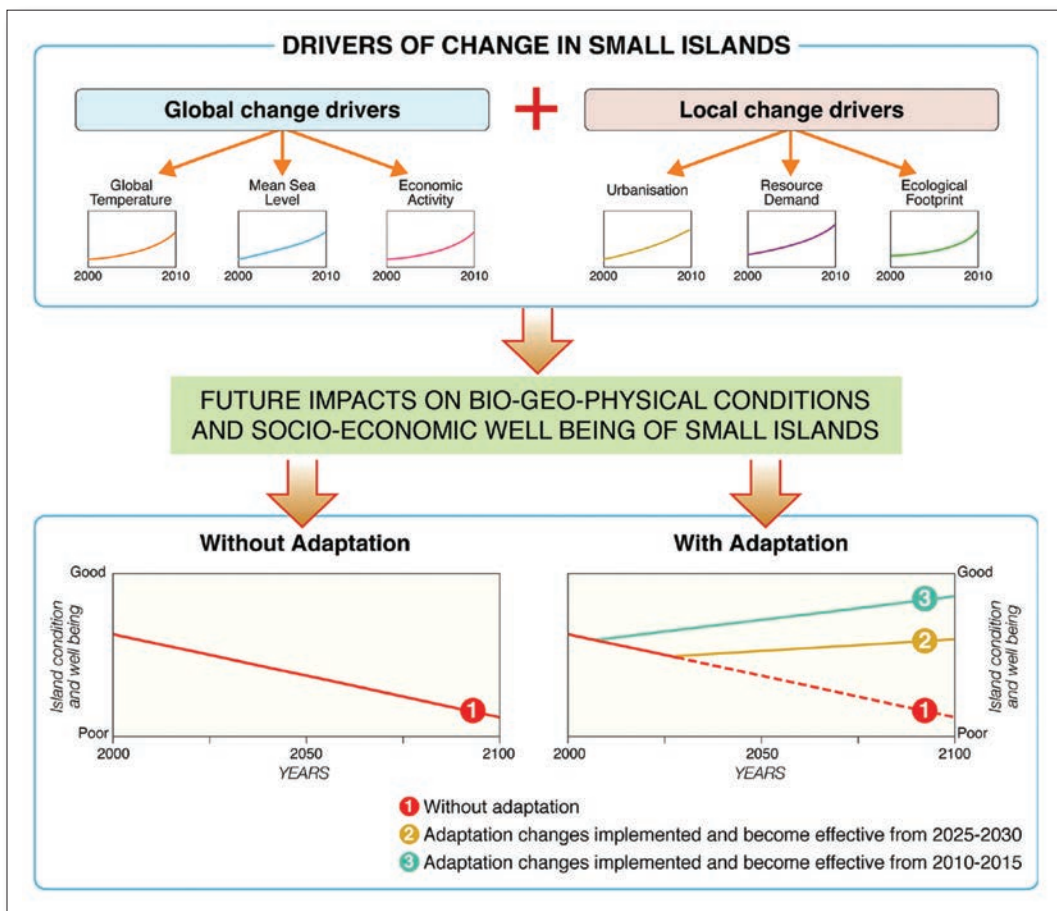 DRIVERS OF CHANGE IN SMALL ISLANDS
Global change drivers
+
Local change drivers
Global
Temperature
Mean Sea
Level
Economic
Activity
Urbanisation
Resource
Demand
Ecological
Footprint
2000 2010
2000 2010
2000 2010
2000 2010
2000 2010
2000 2010
FUTURE IMPACTS ON BIO-GEO-PHYSICAL CONDITIONS
AND SOCIO-ECONOMIC WELL BEING OF SMALL ISLANDS
Without Adaptation
Good
Island condition
and well being
Poor
1
2000 2050 2100
YEARS
With Adaptation
Good
Island condition
and well being
Poor
3
2
1
2000 2050 2100
YEARS
1 Without adaptation
2 Adaptation changes implemented and become effective from 2025-2030
3 Adaptation changes implemented and become effective from 2010-2015